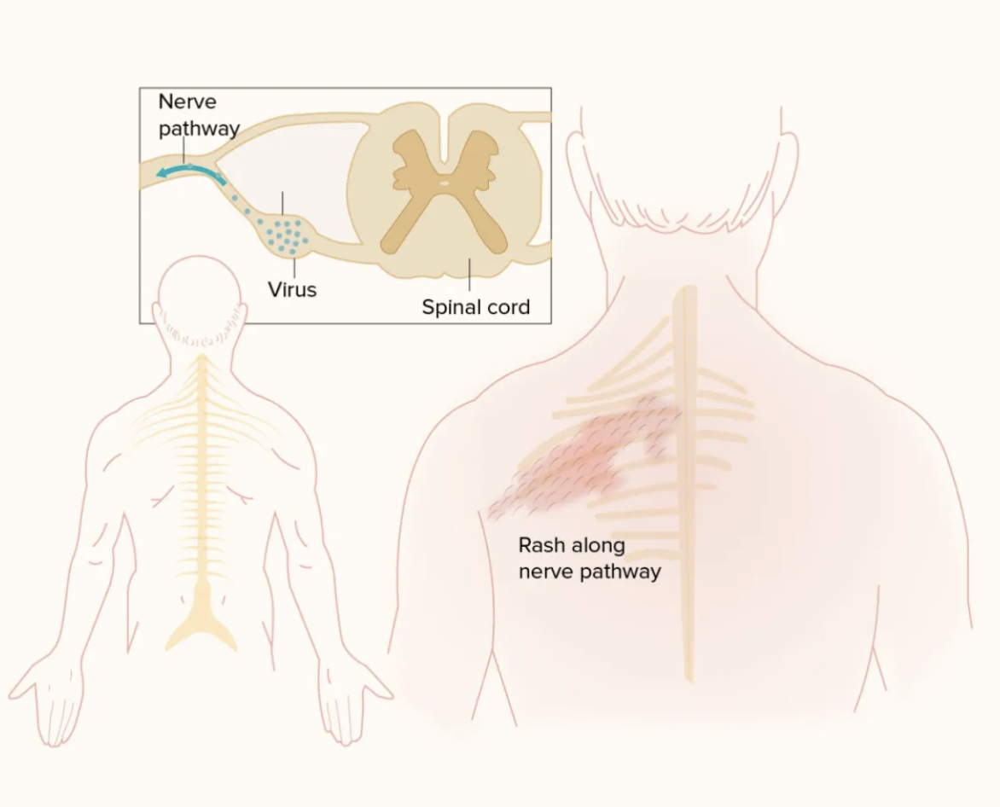 Nerve
pathway
Virus
Spinal cord
Rash along
nerve pathway